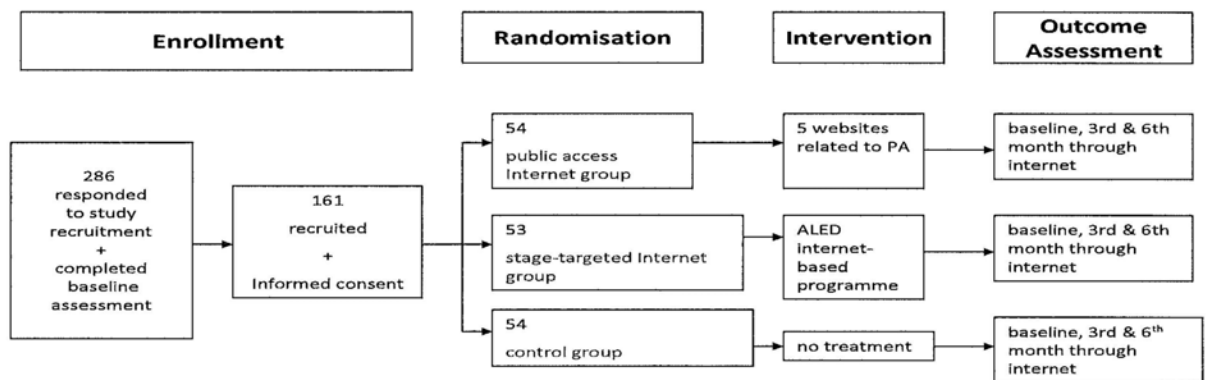 Enrollment
Randomisation
Intervention
Outcome
Assessment
286
responded
to study
recruitment
+
completed
baseline
assessment
161
recruited
+
Informed consent
54
public access
Internet group
5 websites
related to PA
baseline, 3rd & 6th
month through
internet
53
stage-targeted Internet
group
ALED
internet-
based
programme
baseline, 3rd & 6th
month through
internet
54
control group
no treatment
baseline, 3rd & 6th
month through
internet